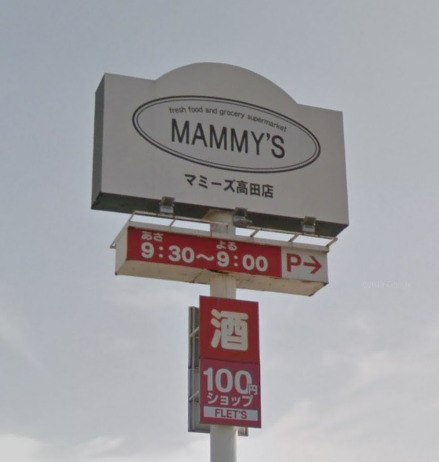 fresh food and grocery supermarket
MAMMY'S
マミーズ高田店
あさ よる
9:30～9:00 P→
酒
100円
ショップ
FLET'S